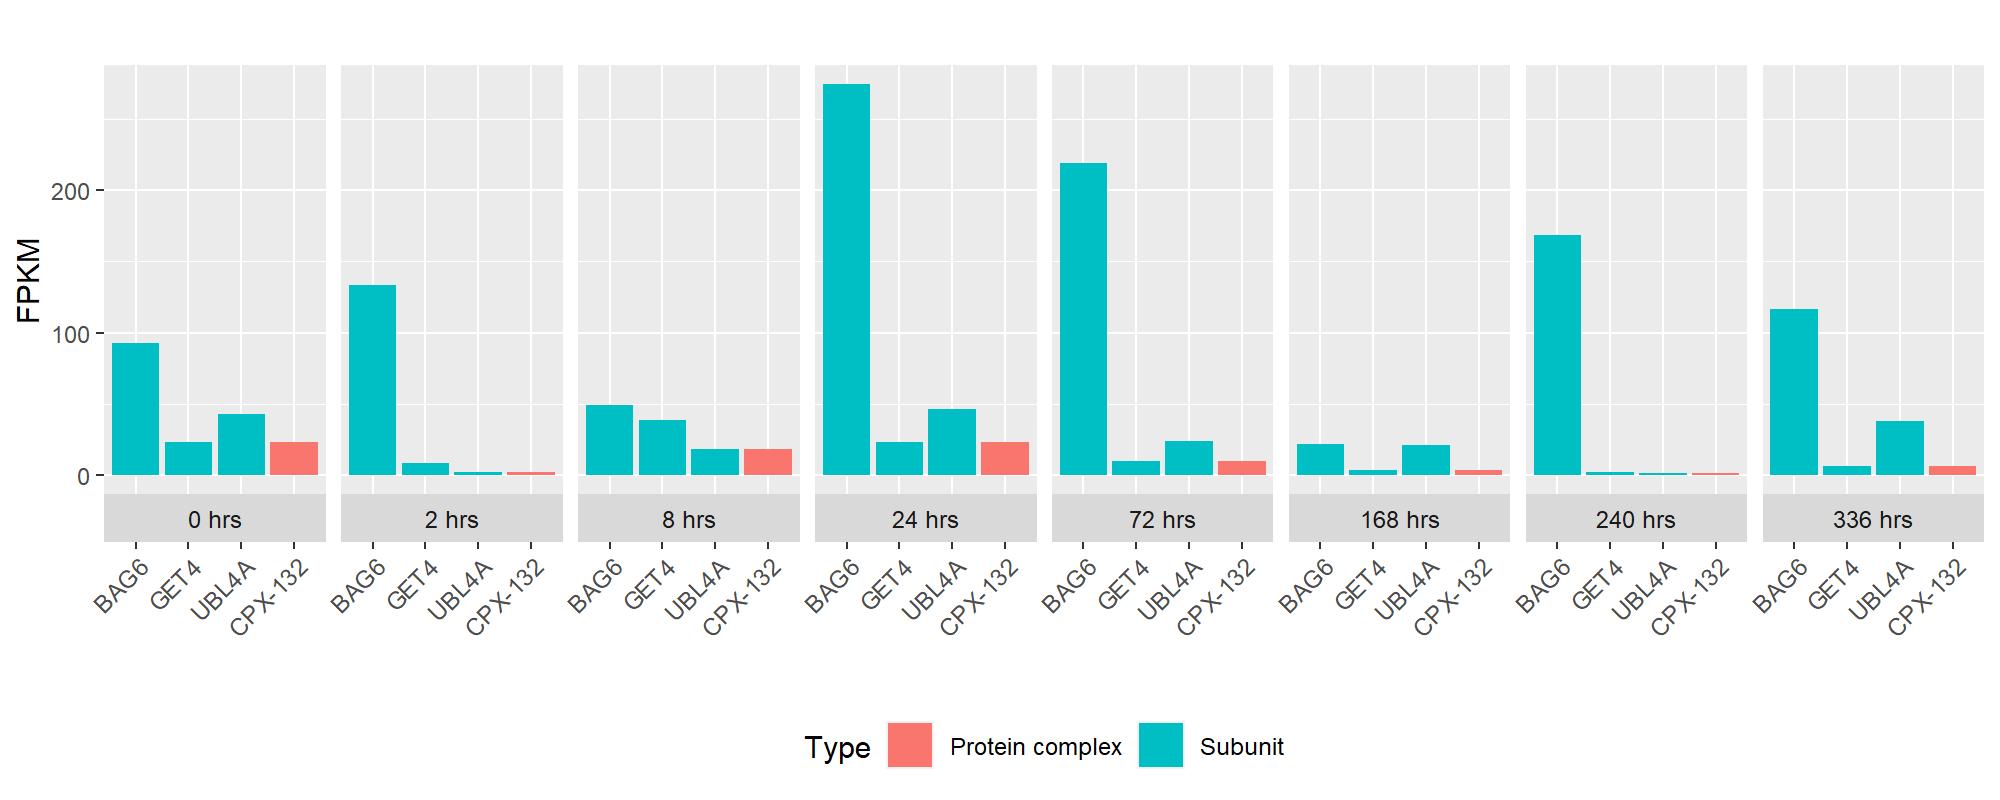 FPKM
200
100
0
0 hrs
2 hrs
8 hrs
24 hrs
72 hrs
168 hrs
240 hrs
336 hrs
BAG6
GET4
UBL4A
CPX-132
BAG6
GET4
UBL4A
CPX-132
BAG6
GET4
UBL4A
CPX-132
BAG6
GET4
UBL4A
CPX-132
BAG6
GET4
UBL4A
CPX-132
BAG6
GET4
UBL4A
CPX-132
BAG6
GET4
UBL4A
CPX-132
BAG6
GET4
UBL4A
CPX-132
Type Protein complex Subunit